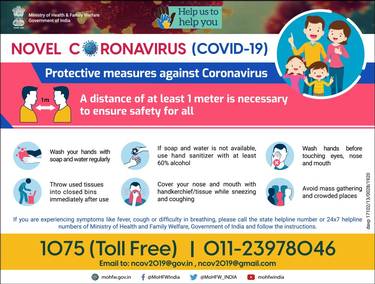 Ministry of Health & Family Welfare
Government of India
Help us to
help you
NOVEL CORONAVIRUS (COVID-19)
Protective measures against Coronavirus
1m
A distance of at least 1 meter is necessary
to ensure safety for all
Wash your hands with
soap and water regularly
If soap and water is not available,
use hand sanitizer with at least
60% alcohol
Wash hands before
touching eyes, nose
and mouth
Throw used tissues
into closed bins
immediately after use
Cover your nose and mouth with
handkerchief/tissue while sneezing
and coughing
Avoid mass gathering
and crowded places
davp 17102/13/0028/1920
If you are experiencing symptoms like fever, cough or difficulty in breathing, please call the state helpline number or 24x7 helpline
numbers of Ministry of Health and Family Welfare, Government of India and follow the instructions.
1075 (Toll Free) | 011-23978046
Email to: ncov2019@gov.in , ncov2019@gmail.com
mohfw.gov.in
@MoHFWIndia
@MoHFW_INDIA
mohfwindia